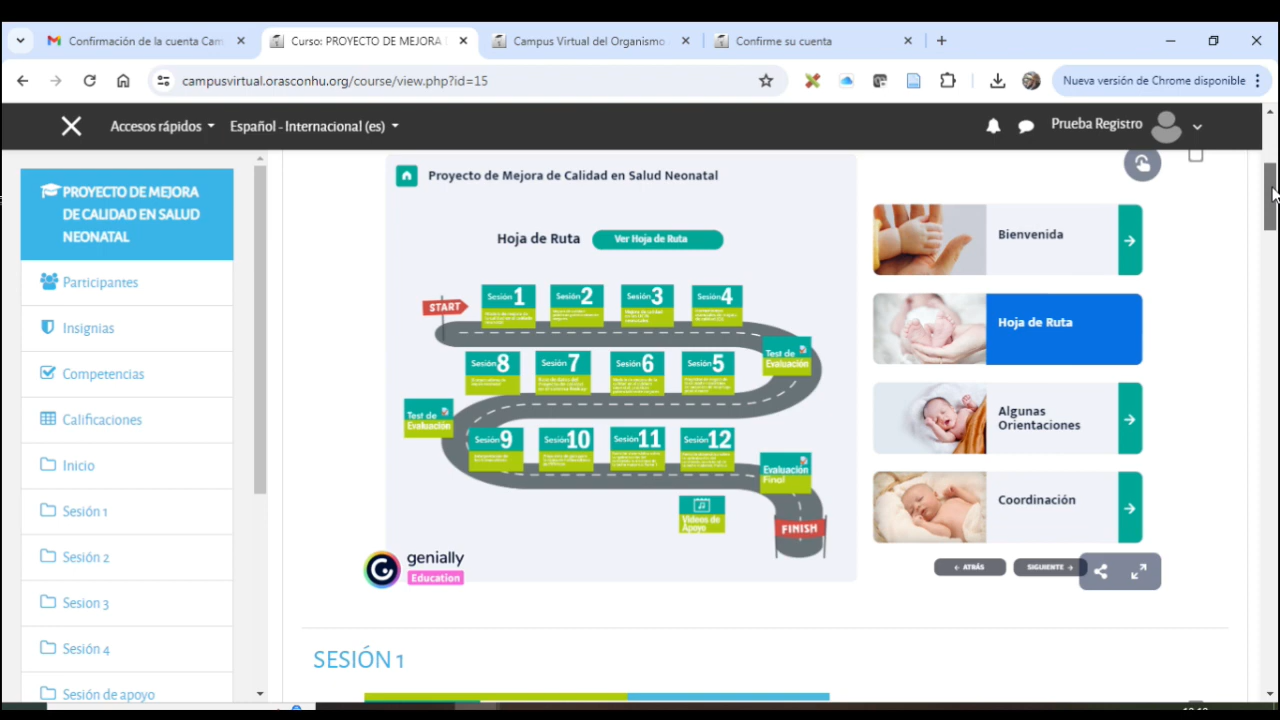 Confirmación de la cuenta Cam
Curso: PROYECTO DE MEJORA
Campus Virtual del Organismo
Confirme su cuenta
campusvirtual.orasconhu.org/course/view.php?id=15
Nueva versión de Chrome disponible
Accesos rápidos
Español - Internacional (es)
Prueba Registro
PROYECTO DE MEJORA
DE CALIDAD EN SALUD
NEONATAL
Participantes
Insignias
Competencias
Calificaciones
Inicio
Sesión 1
Sesión 2
Sesion 3
Sesión 4
Sesión de apoyo
Proyecto de Mejora de Calidad en Salud Neonatal
Hoja de Ruta
Ver Hoja de Ruta
START
Sesión 1
Sesión 2
Sesión 3
Sesión 4
Sesión 8
Sesión 7
Sesión 6
Sesión 5
Test de
Evaluación
Test de
Evaluación
Sesión 9
Sesión 10
Sesión 11
Sesión 12
Evaluación
Final
Videos de
Apoyo
FINISH
genially
Education
Bienvenida
Hoja de Ruta
Algunas
Orientaciones
Coordinación
← ATRÁS
SIGUIENTE →
SESIÓN 1